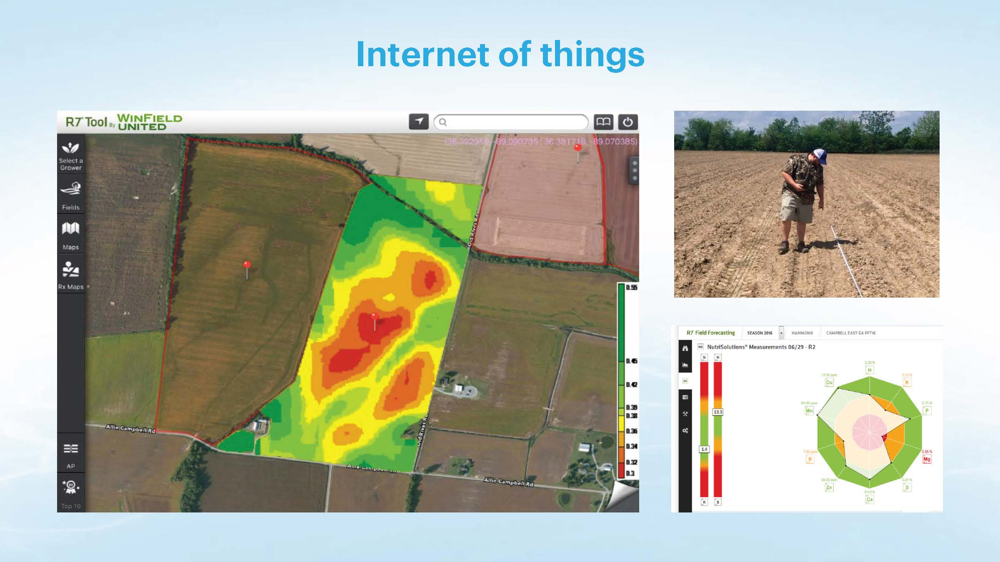 Internet of things
R7® Tool By WINFIELD UNITED
(36.392959, -89.090735 : 36.381718, -89.070385)
Select a
Grower
Fields
Maps
Rx Maps
AP
10
Top 10
Old Rives Rd
Old Rives Rd
Allie Campbell Rd
Allie Campbell Rd
Allie Campbell Rd
0.55
0.45
0.42
0.39
0.38
0.36
0.34
0.32
0.3
R7® Field Forecasting
SEASON 2016
HAMMOND
CAMPBELL EAST GA FFT16
NS
NS NutriSolutions® Measurements 06/29 - R2
N N
13.3
1.4
K S
3.20 %
N
K
0.35 %
P
0.15 %
Mg
0.24 %
S
0.63 %
Ca
Zn
7.00 ppm
B
89.00 ppm
Mn
19.00 ppm
Cu